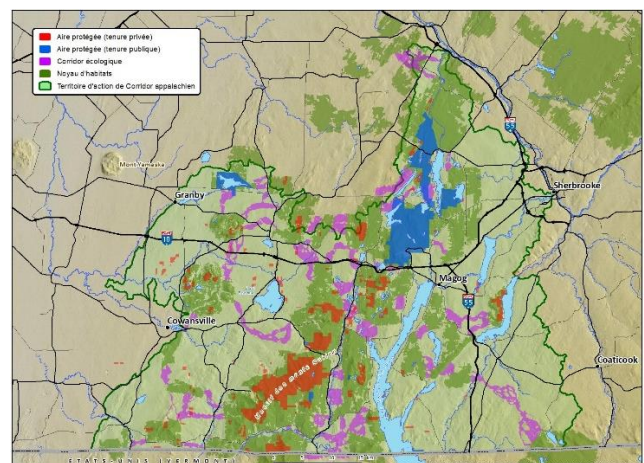 Aire protégée (tenure privée)
Aire protégée (tenure publique)
Corridor écologique
Noyau d'habitats
Territoire d'action de Corridor appalachien
55
Mont Yamaska
Granby
Sherbrooke
10
Magog
55
Cowansville
Massif des monts Sutton
Coaticook
ÉTATS-UNIS (VERMONT)